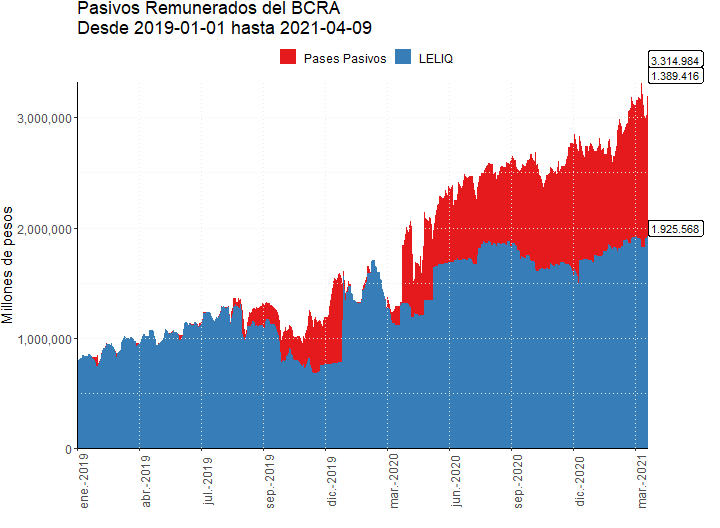 Pasivos Remunerados del BCRA
Desde 2019-01-01 hasta 2021-04-09
Pases Pasivos
LELIQ
3.314.984
1.389.416
1.925.568
Millones de pesos
3,000,000
2,000,000
1,000,000
0
ene.-2019
abr.-2019
jul.-2019
sep.-2019
dic.-2019
mar.-2020
jun.-2020
sep.-2020
dic.-2020
mar.-2021